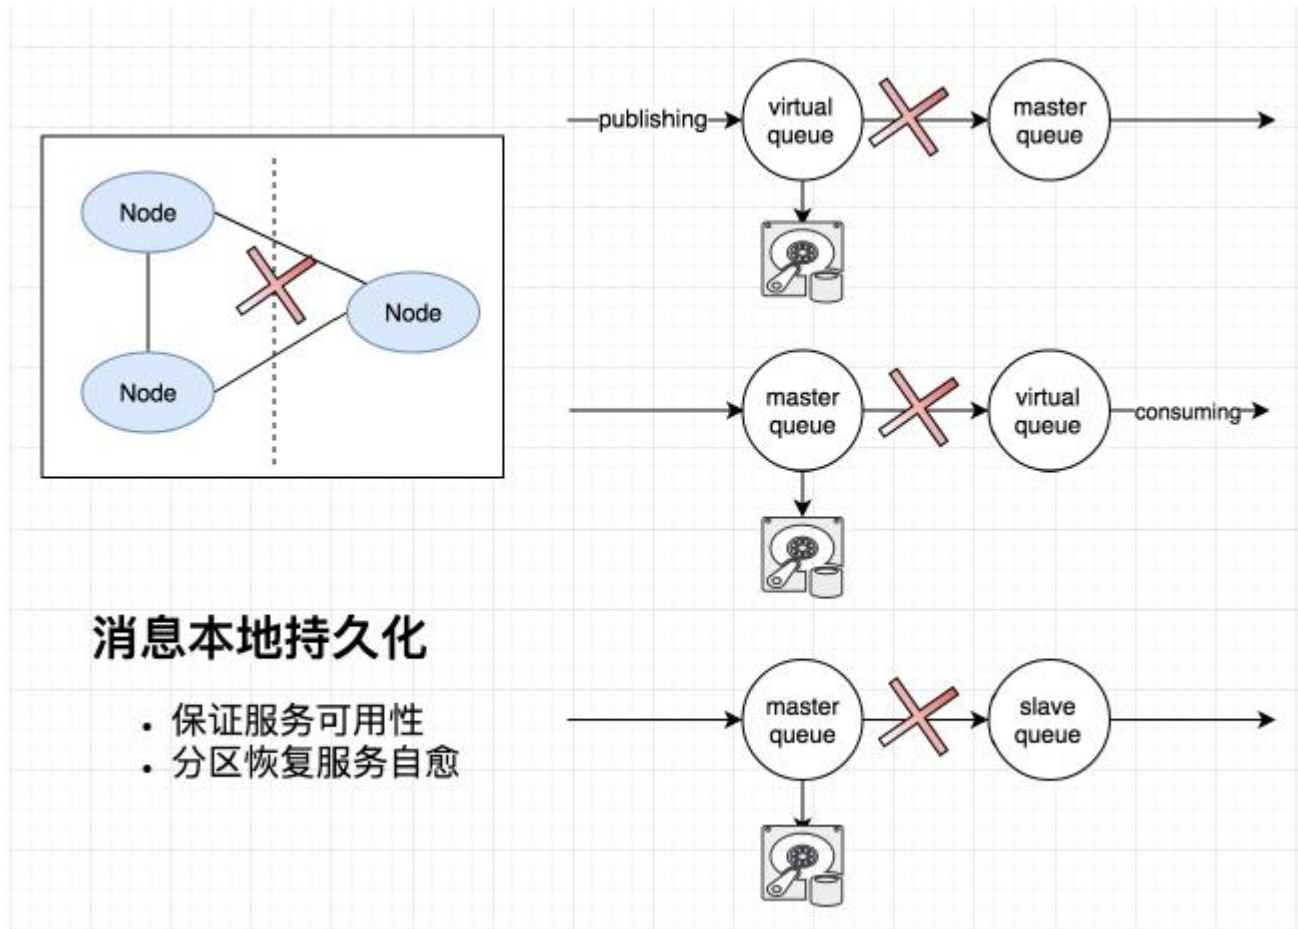 Node
Node
Node
消息本地持久化
• 保证服务可用性
• 分区恢复服务自愈
publishing
virtual
queue
master
queue
master
queue
virtual
queue
consuming
master
queue
slave
queue